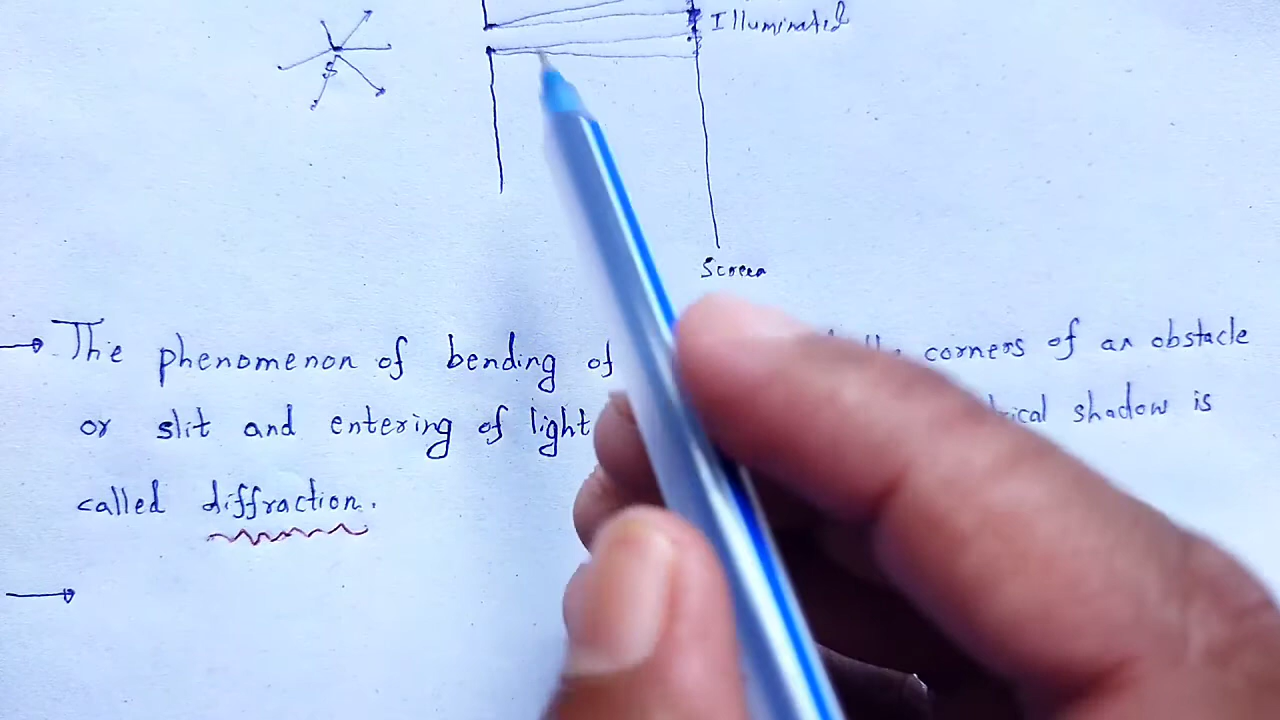 Illuminated
S
Screen
The phenomenon of bending of corners of an obstacle
or slit and entering of light shadow is
called diffraction.